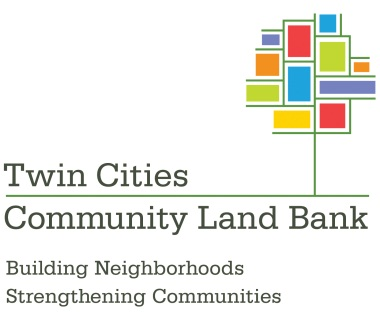 Twin Cities
Community Land Bank
Building Neighborhoods
Strengthening Communities